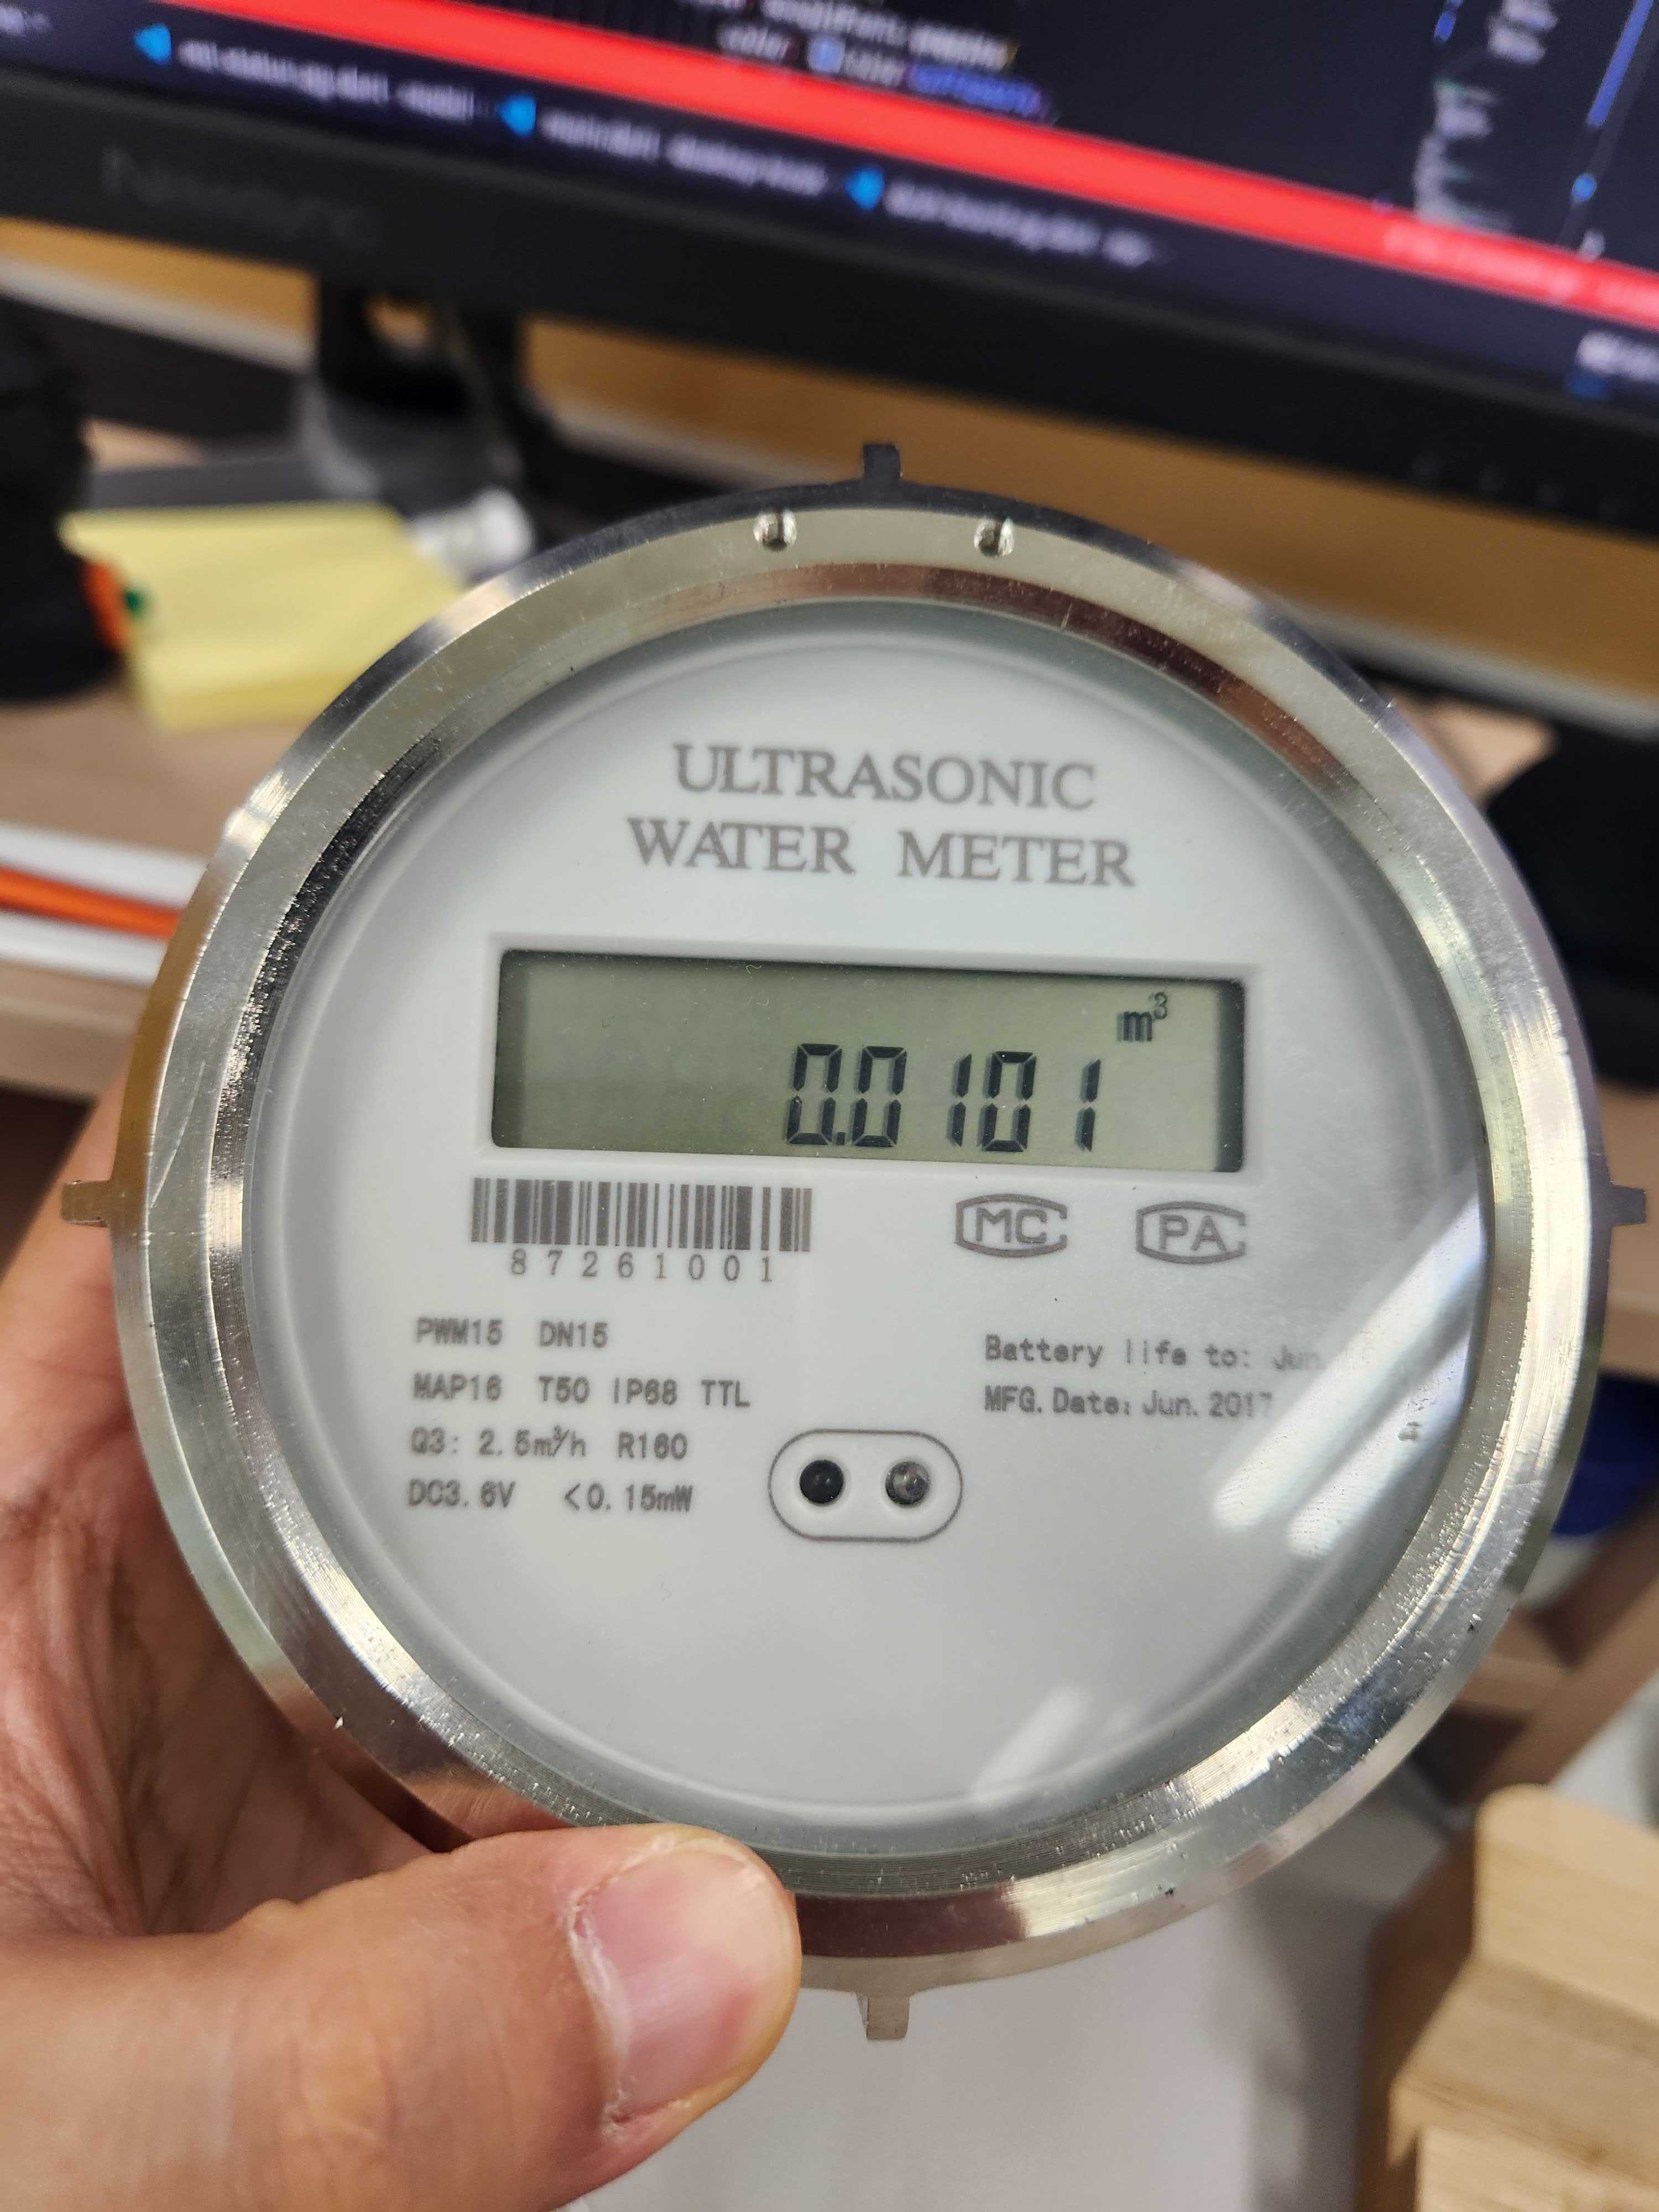 ULTRASONIC
WATER METER
m³
0.0101
MC
PA
87261001
PWM15 DN15
MAP16 T50 IP68 TTL
Q3: 2.5m³/h R160
DC3.6V <0.15mW
Battery life to: Jun.
MFG. Date: Jun. 2017